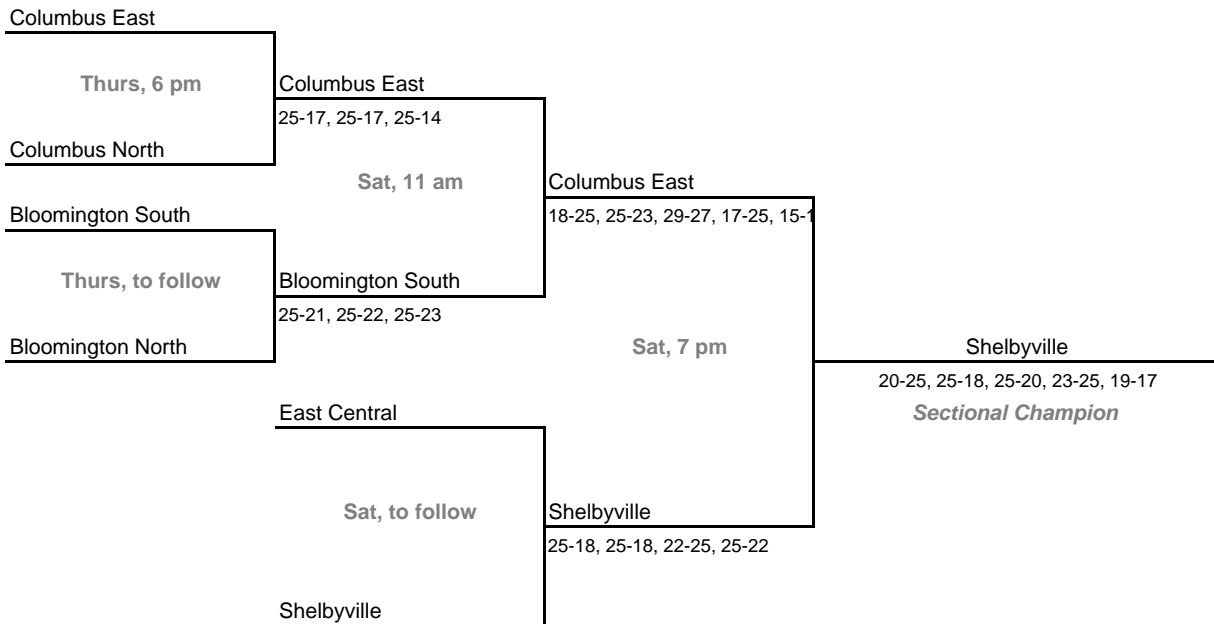 Columbus East
Thurs, 6 pm
Columbus East
25-17, 25-17, 25-14
Columbus North
Sat, 11 am
Columbus East
Bloomington South
18-25, 25-23, 29-27, 17-25, 15-1
Thurs, to follow
Bloomington South
25-21, 25-22, 25-23
Bloomington North
Sat, 7 pm
Shelbyville
20-25, 25-18, 25-20, 23-25, 19-17
East Central
Sectional Champion
Sat, to follow
Shelbyville
25-18, 25-18, 22-25, 25-22
Shelbyville